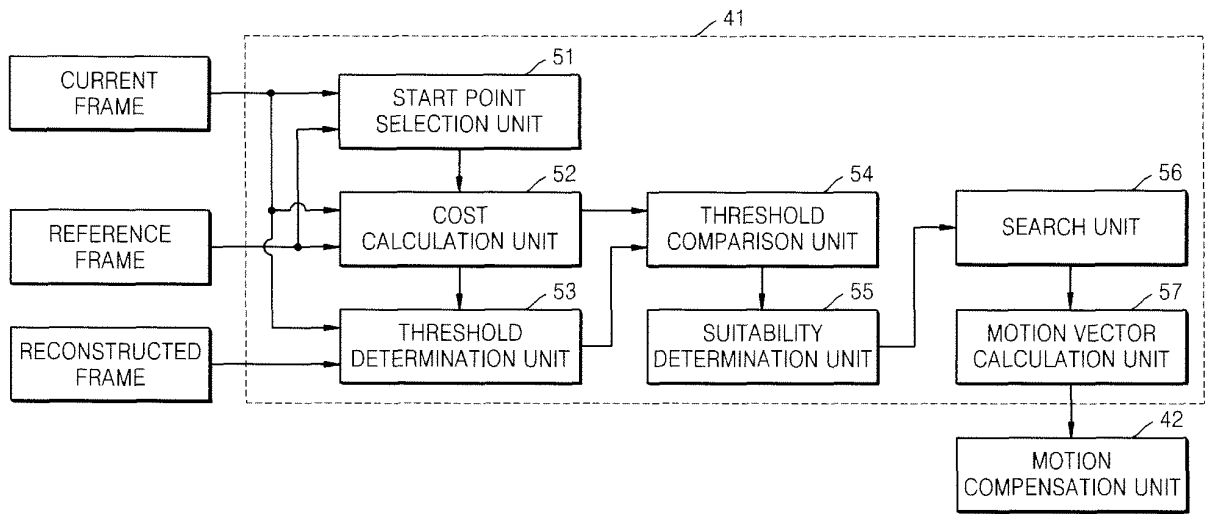 41
CURRENT
FRAME
51
START POINT
SELECTION UNIT
REFERENCE
FRAME
52
COST
CALCULATION UNIT
54
THRESHOLD
COMPARISON UNIT
56
SEARCH UNIT
RECONSTRUCTED
FRAME
53
THRESHOLD
DETERMINATION UNIT
55
SUITABILITY
DETERMINATION UNIT
57
MOTION VECTOR
CALCULATION UNIT
42
MOTION
COMPENSATION UNIT